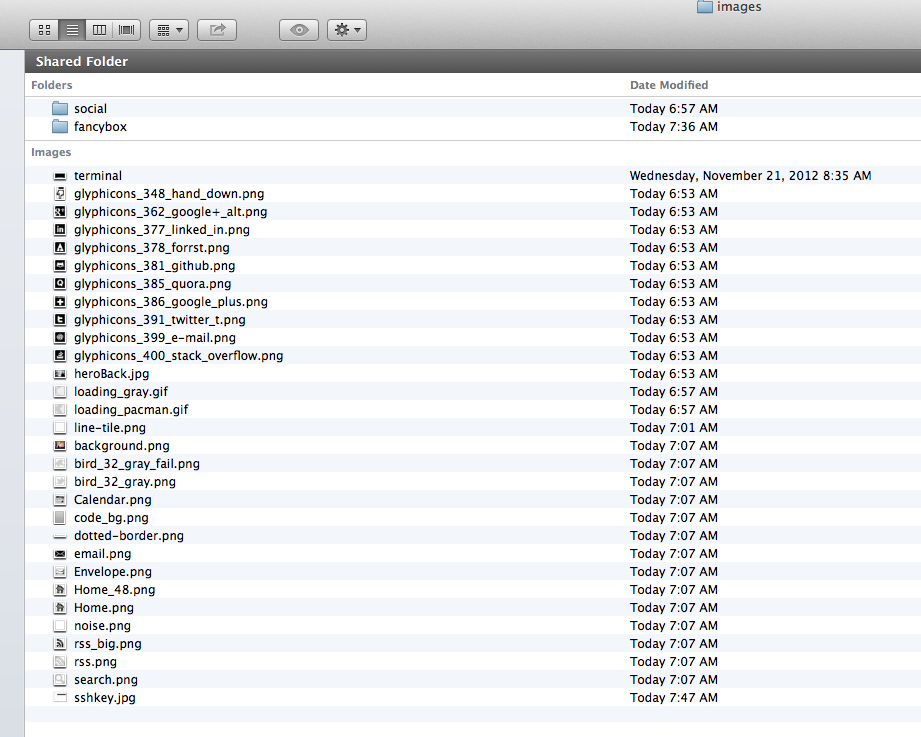 images
Shared Folder
Folders Date Modified
social Today 6:57 AM
fancybox Today 7:36 AM
Images
terminal Wednesday, November 21, 2012 8:35 AM
glyphicons_348_hand_down.png Today 6:53 AM
glyphicons_362_google+_alt.png Today 6:53 AM
glyphicons_377_linked_in.png Today 6:53 AM
glyphicons_378_forrst.png Today 6:53 AM
glyphicons_381_github.png Today 6:53 AM
glyphicons_385_quora.png Today 6:53 AM
glyphicons_386_google_plus.png Today 6:53 AM
glyphicons_391_twitter_t.png Today 6:53 AM
glyphicons_399_e-mail.png Today 6:53 AM
glyphicons_400_stack_overflow.png Today 6:53 AM
heroBack.jpg Today 6:53 AM
loading_gray.gif Today 6:57 AM
loading_pacman.gif Today 6:57 AM
line-tile.png Today 7:01 AM
background.png Today 7:07 AM
bird_32_gray_fail.png Today 7:07 AM
bird_32_gray.png Today 7:07 AM
Calendar.png Today 7:07 AM
code_bg.png Today 7:07 AM
dotted-border.png Today 7:07 AM
email.png Today 7:07 AM
Envelope.png Today 7:07 AM
Home_48.png Today 7:07 AM
Home.png Today 7:07 AM
noise.png Today 7:07 AM
rss_big.png Today 7:07 AM
rss.png Today 7:07 AM
search.png Today 7:07 AM
sshkey.jpg Today 7:47 AM